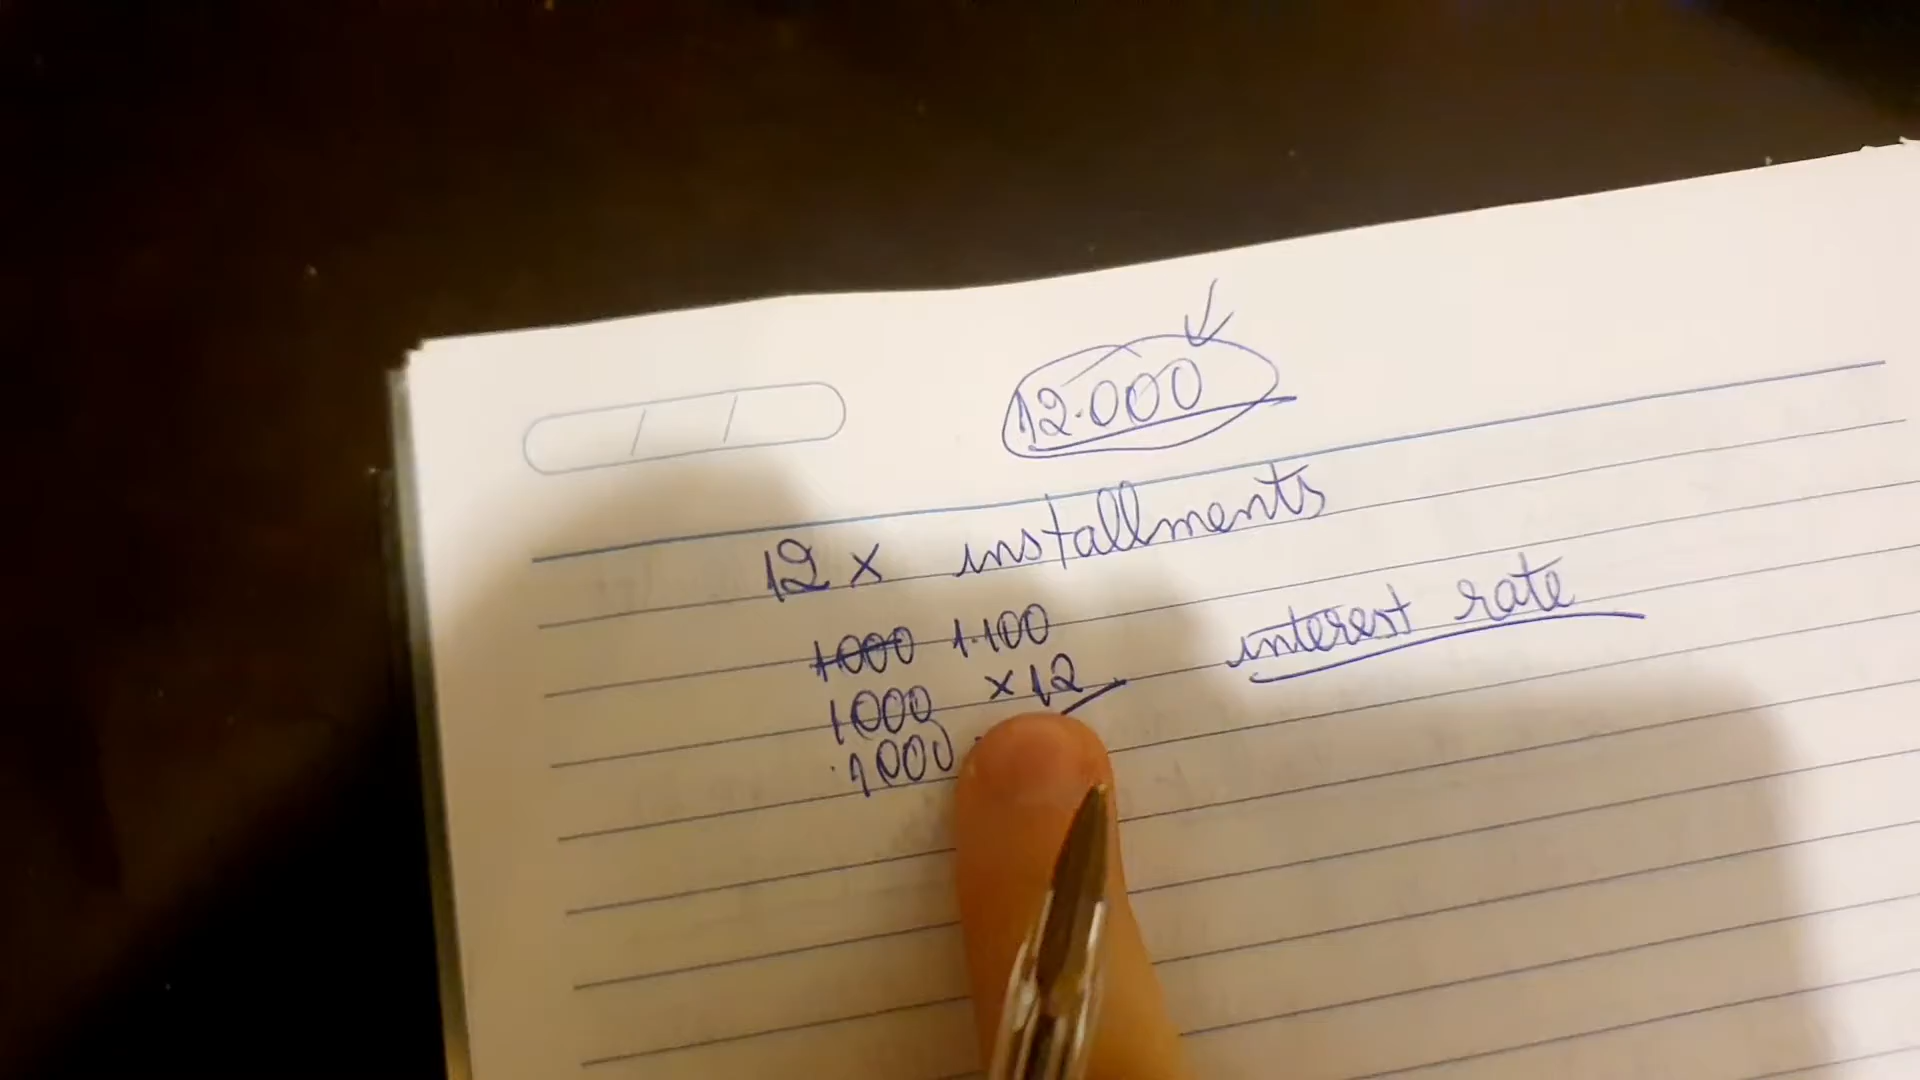 12.000
12 x installments
1000 1.100
interest rate
1000 x 12
1000